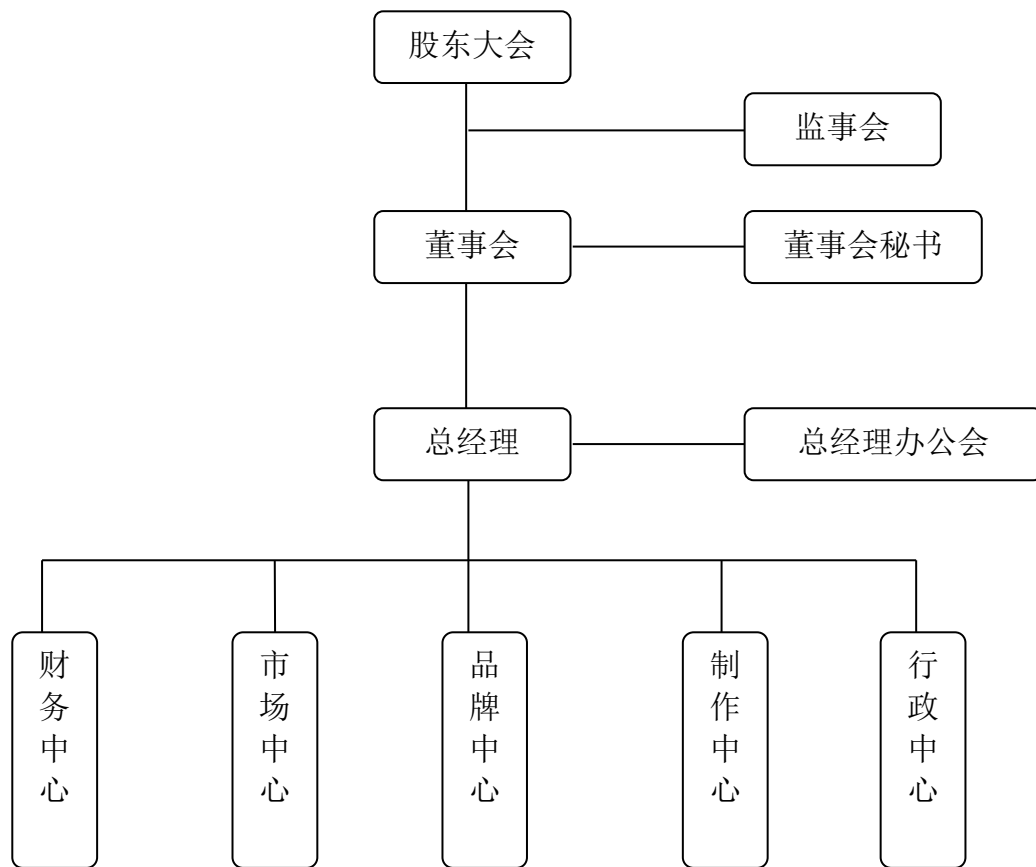 股东大会
监事会
董事会
董事会秘书
总经理
总经理办公会
财务中心
市场中心
品牌中心
制作中心
行政中心